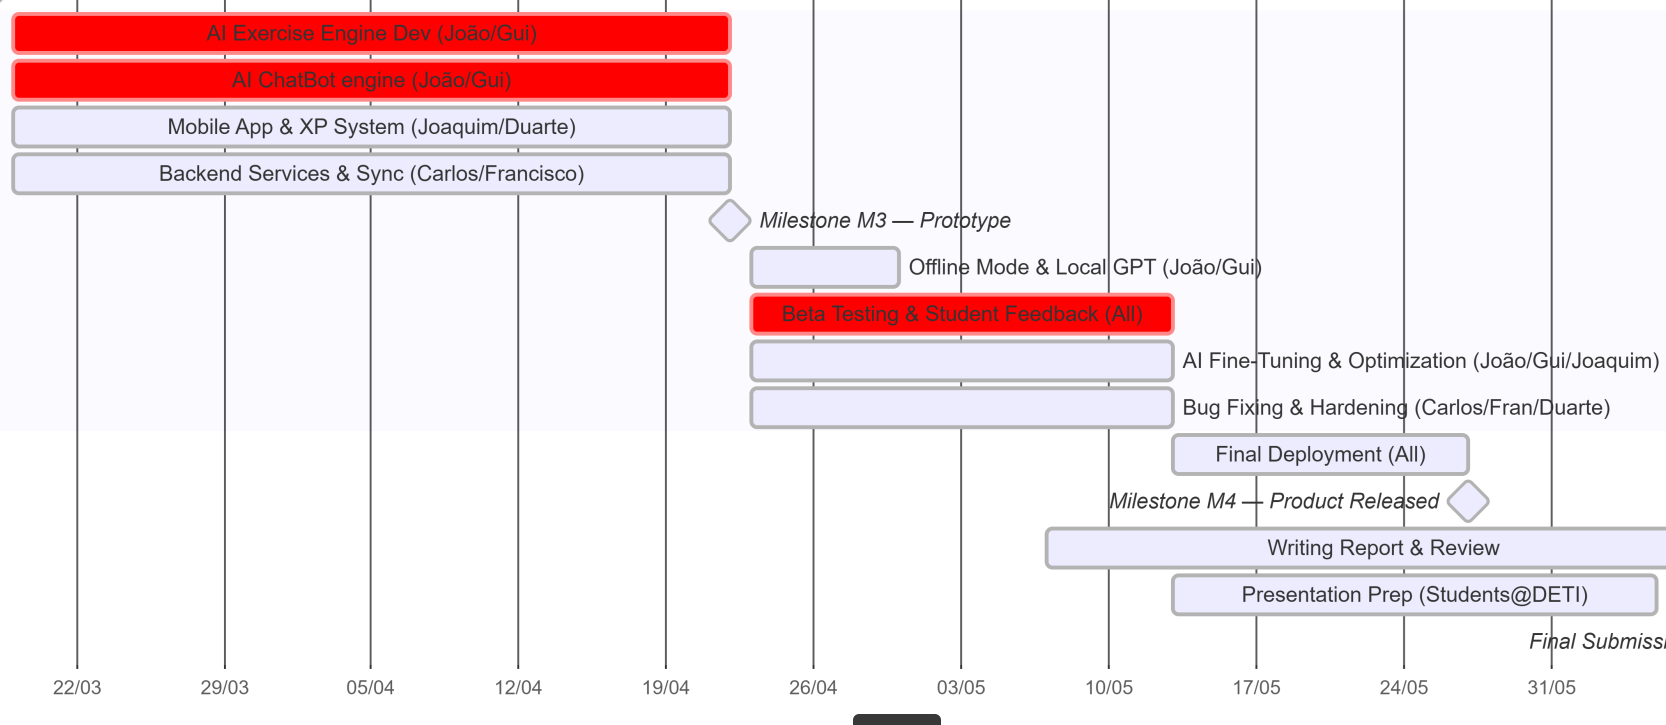 AI Exercise Engine Dev (João/Gui)
AI ChatBot engine (João/Gui)
Mobile App & XP System (Joaquim/Duarte)
Backend Services & Sync (Carlos/Francisco)
Milestone M3 — Prototype
Offline Mode & Local GPT (João/Gui)
Beta Testing & Student Feedback (All)
AI Fine-Tuning & Optimization (João/Gui/Joaquim)
Bug Fixing & Hardening (Carlos/Fran/Duarte)
Final Deployment (All)
Milestone M4 — Product Released
Writing Report & Review
Presentation Prep (Students@DETI)
Final
22/03 29/03 05/04 12/04 19/04 26/04 03/05 10/05 17/05 24/05 31/05